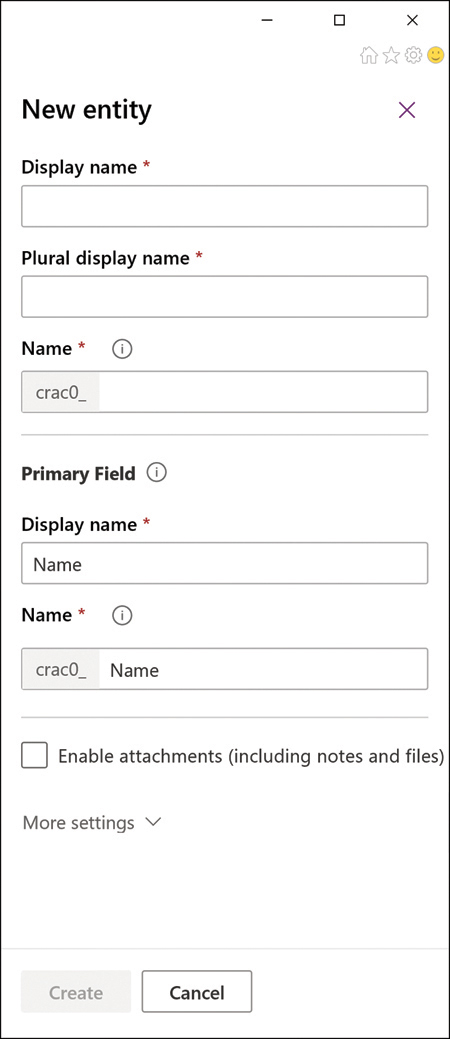 New entity
Display name *
Plural display name *
Name *
crac0_
Primary Field
Display name *
Name
Name *
crac0_ Name
Enable attachments (including notes and files)
More settings
Create Cancel